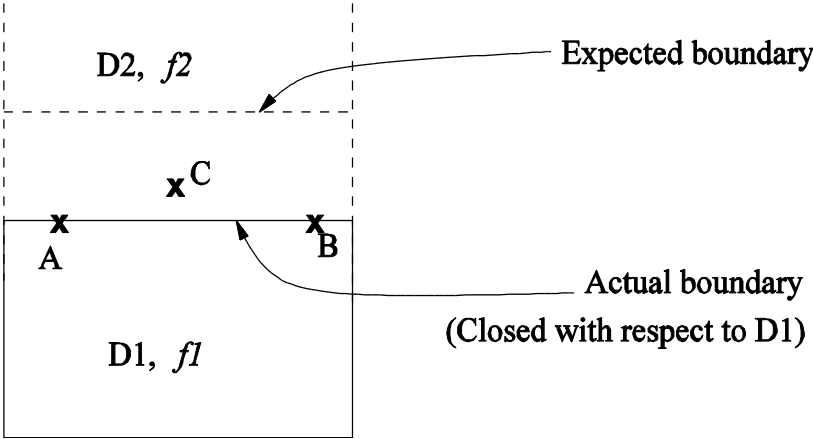 D2, f2
Expected boundary
C
A
B
Actual boundary
(Closed with respect to D1)
D1, f1